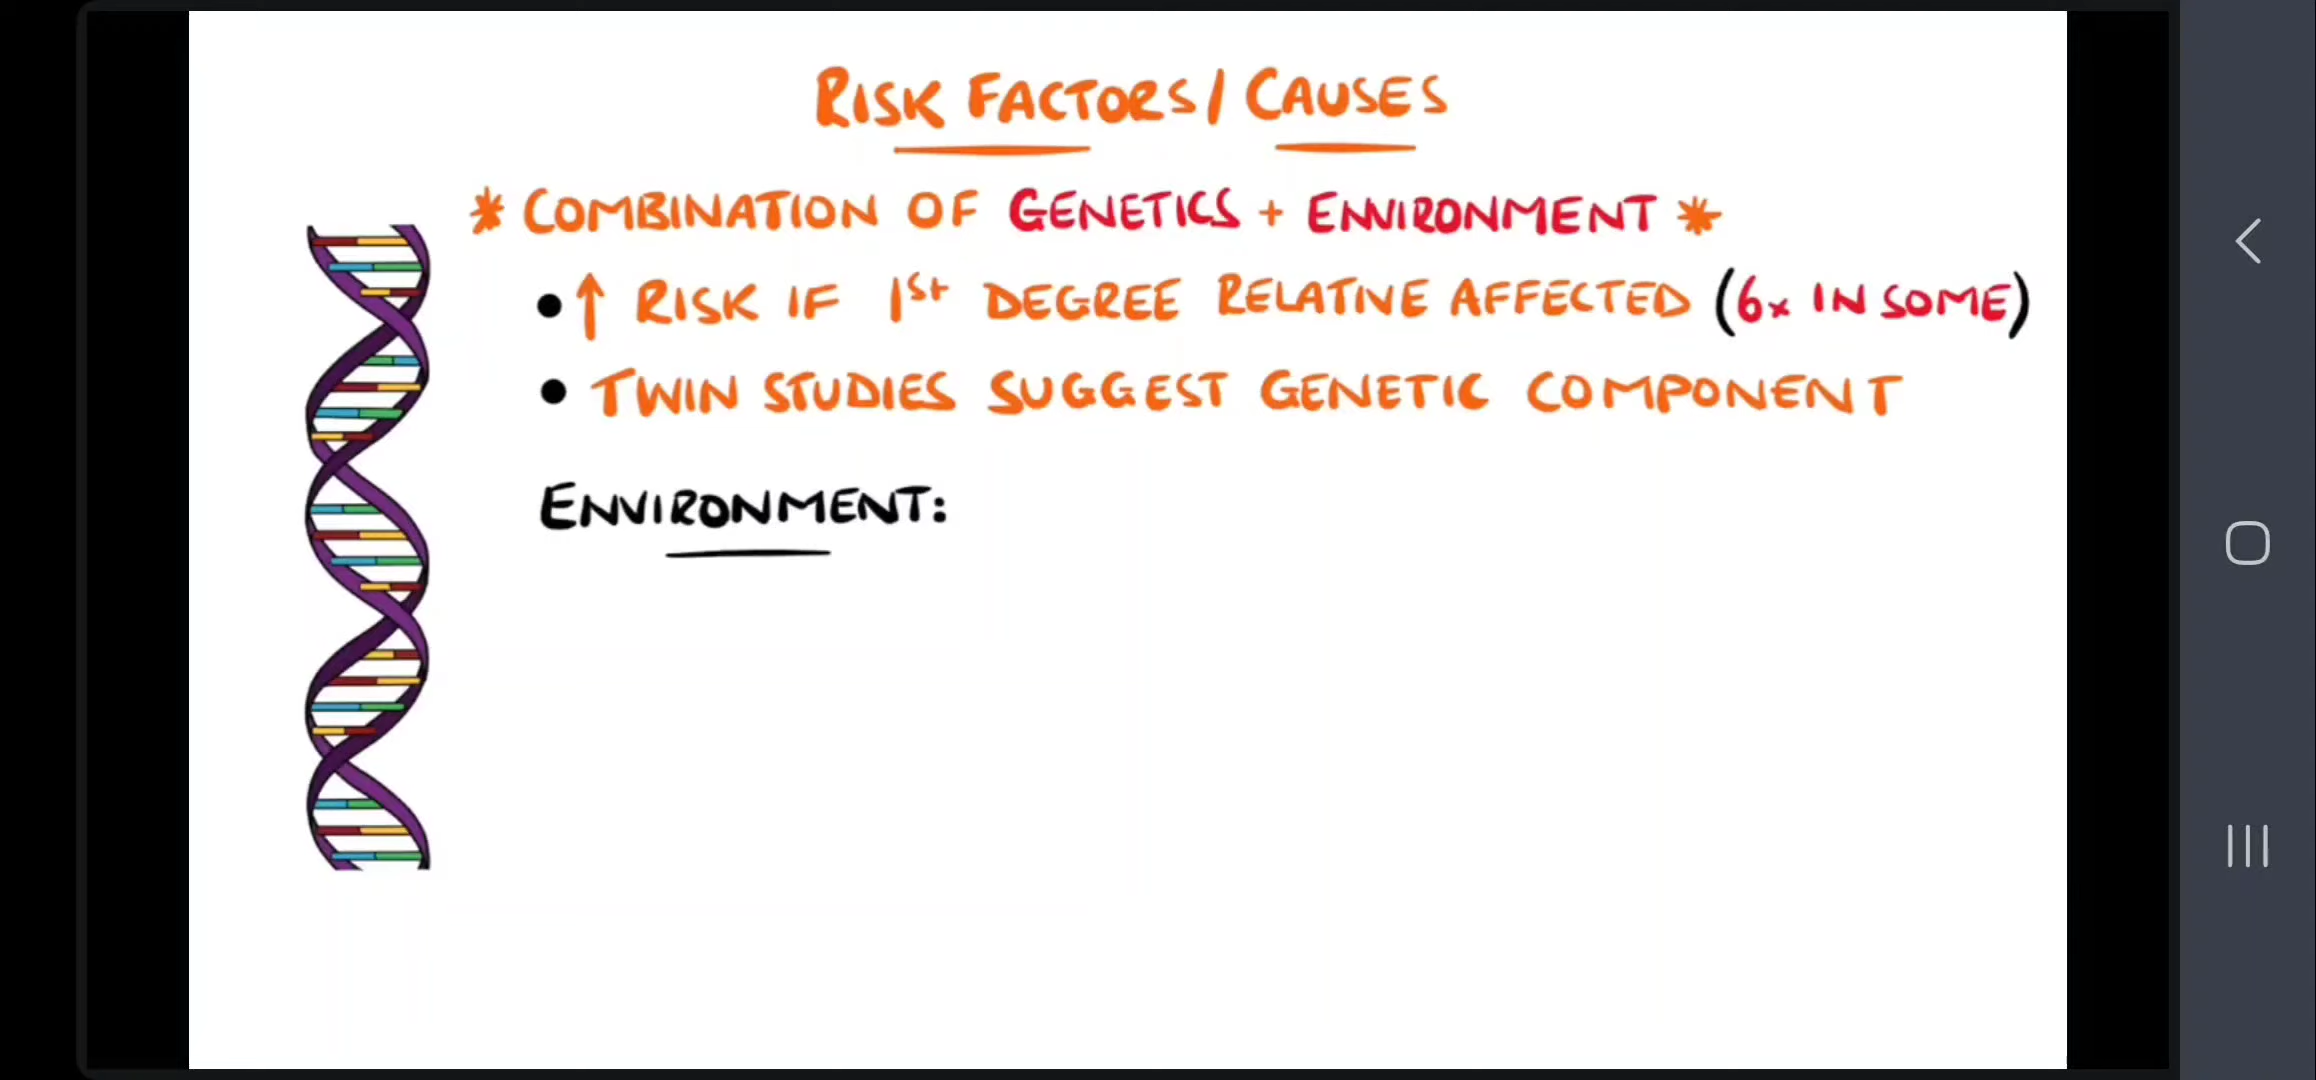 RISK FACTORS/CAUSES
* COMBINATION OF GENETICS + ENVIRONMENT *
• ↑ RISK IF 1st DEGREE RELATIVE AFFECTED (6x IN SOME)
• TWIN STUDIES SUGGEST GENETIC COMPONENT
ENVIRONMENT: